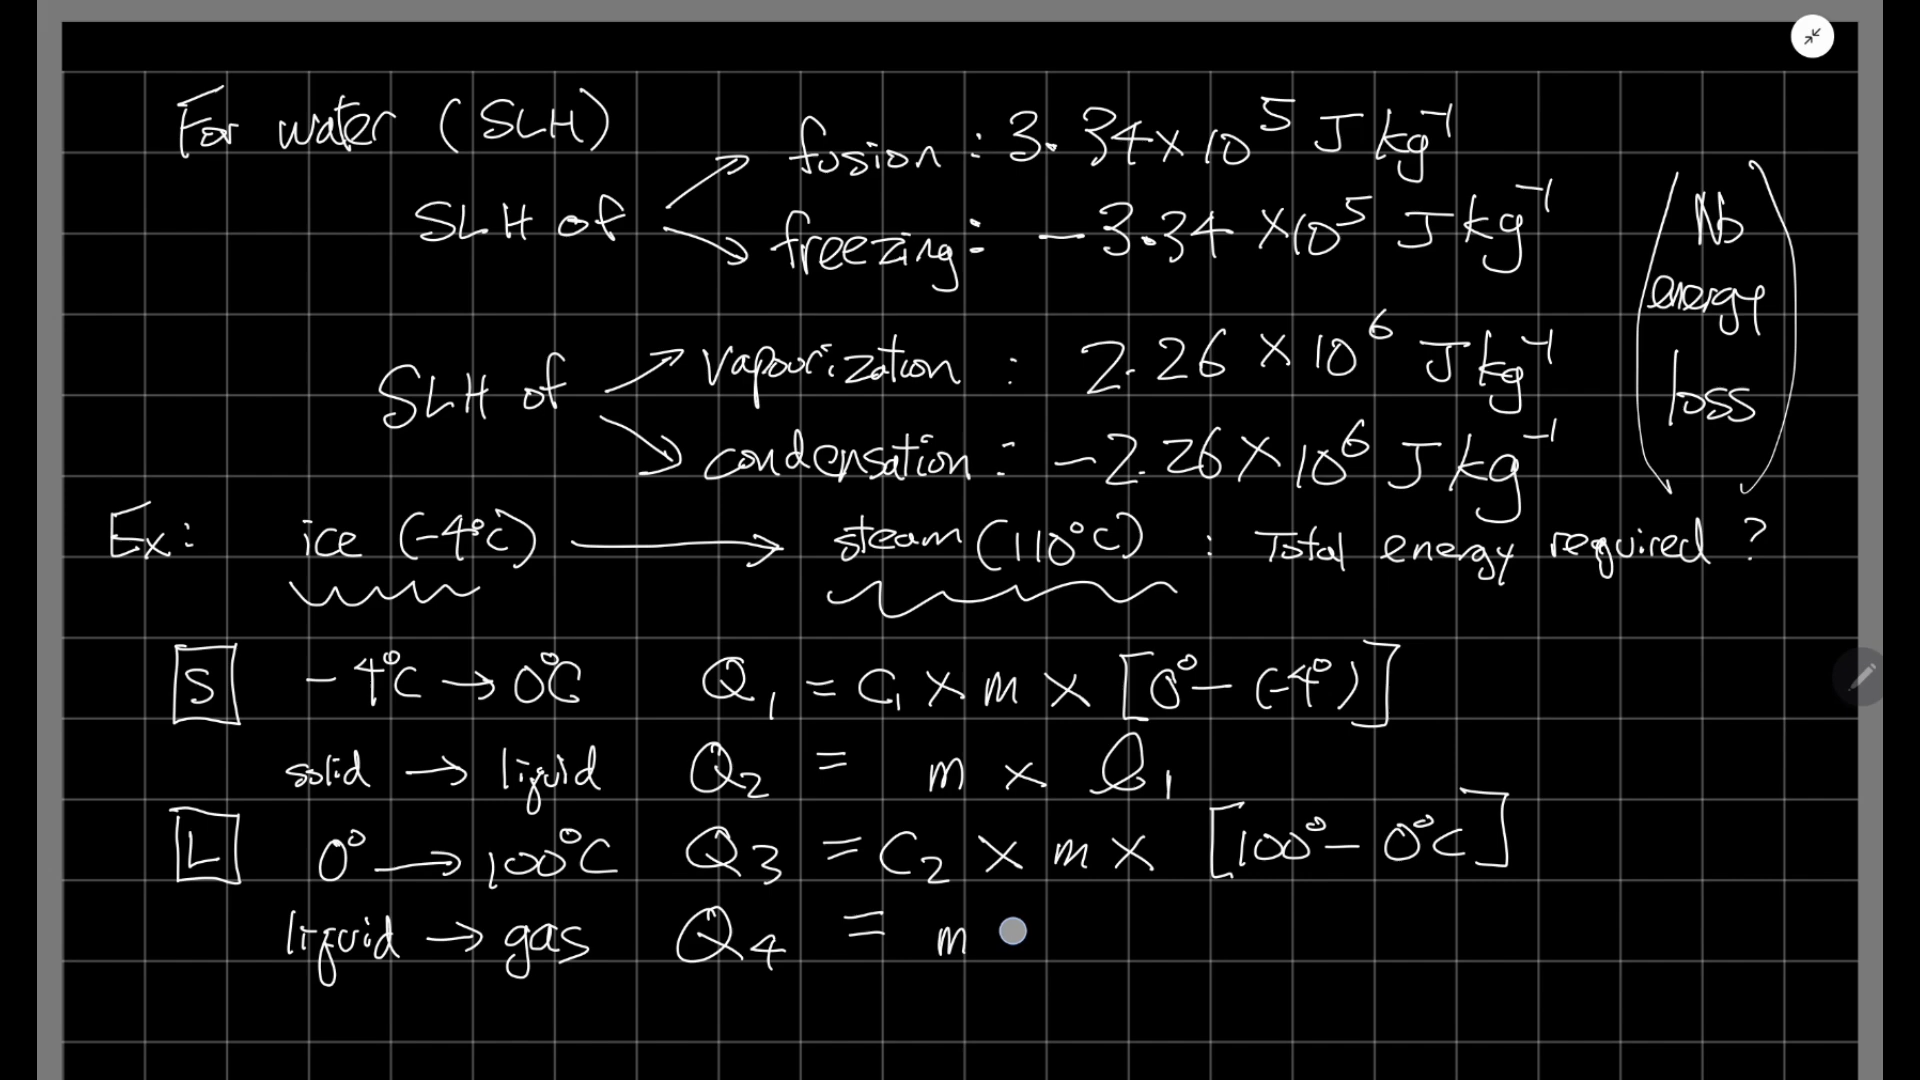 For water (SLH)
SLH of → fusion : 3.34 × 10⁵ J kg⁻¹
→ freezing : −3.34 × 10⁵ J kg⁻¹
SLH of → vapourization : 2.26 × 10⁶ J kg⁻¹
→ condensation : −2.26 × 10⁶ J kg⁻¹
(No
energy
loss)
Ex: ice (−4°C) → steam (110°C) : Total energy required ?
S −4°C → 0°C Q₁ = C₁ × m × [0° − (−4°)]
solid → liquid Q₂ = m × ℓ₁
L 0° → 100°C Q₃ = C₂ × m × [100° − 0°C]
liquid → gas Q₄ = m